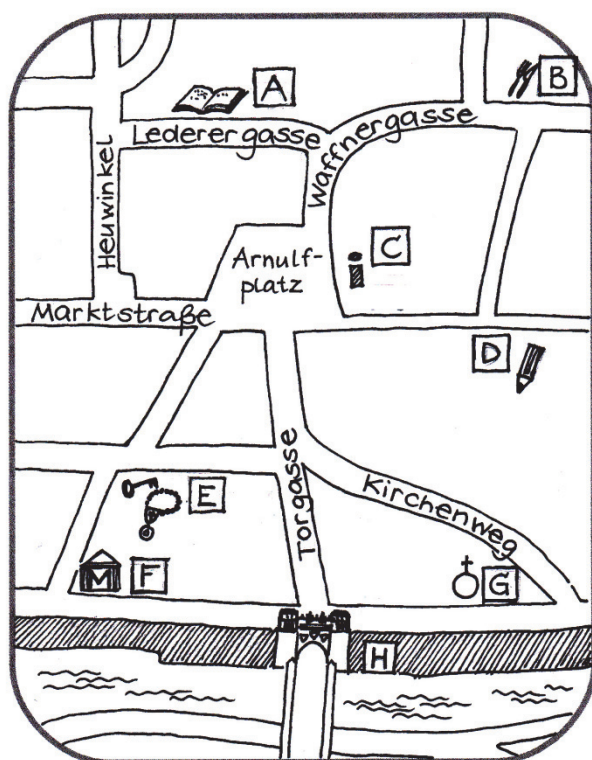 A
B
Lederergasse
Waffnergasse
Heuwinkel
C
Arnulf-
platz
Marktstraße
D
Torgasse
Kirchenweg
E
M
F
G
H